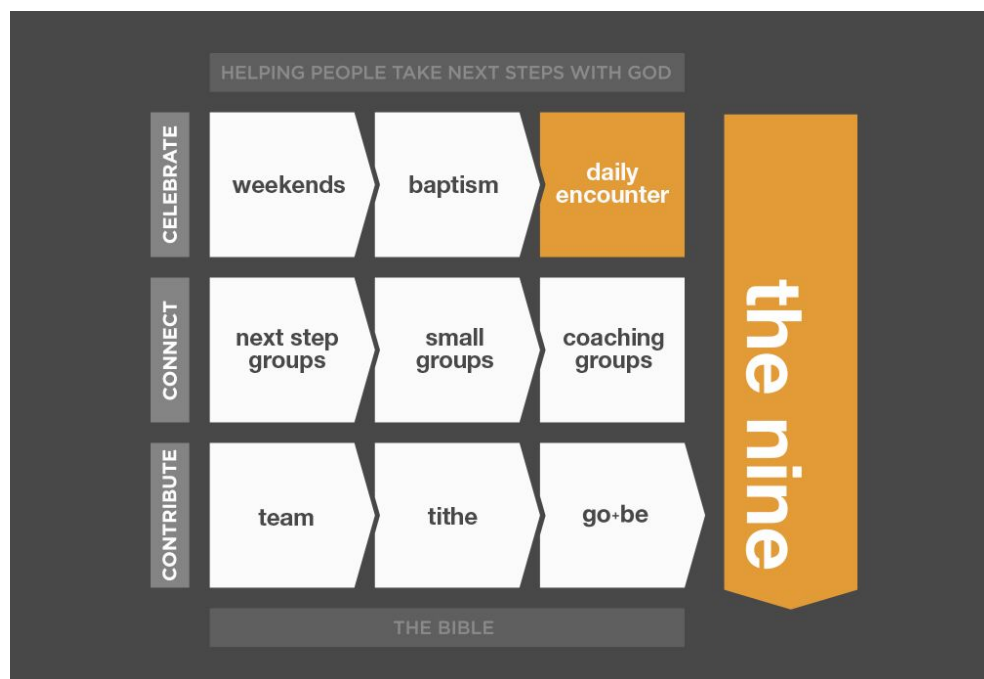 HELPING PEOPLE TAKE NEXT STEPS WITH GOD
CELEBRATE
weekends
baptism
daily
encounter
CONNECT
next step
groups
small
groups
coaching
groups
CONTRIBUTE
team
tithe
go+be
THE BIBLE
the nine